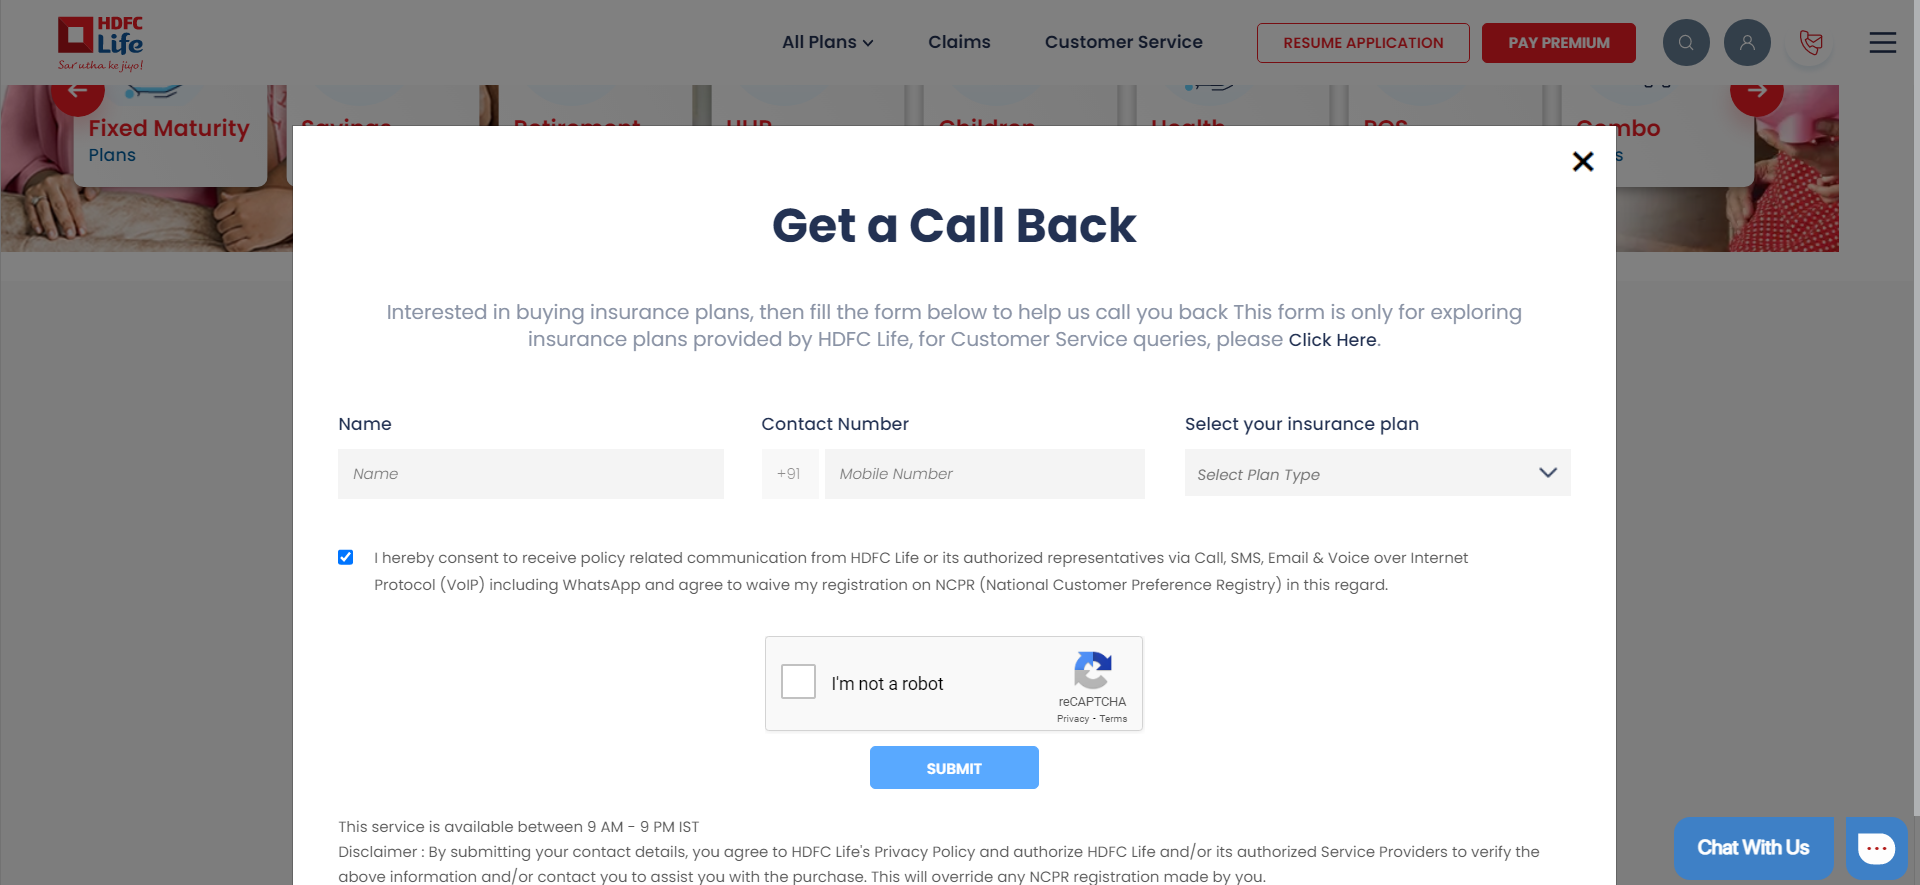 HDFC
Life
Sar utha ke jiyo!
All Plans
Claims
Customer Service
RESUME APPLICATION
PAY PREMIUM
Fixed Maturity
Plans
Savings
Retirement
Children
Health
Combo
Get a Call Back
Interested in buying insurance plans, then fill the form below to help us call you back This form is only for exploring
insurance plans provided by HDFC Life, for Customer Service queries, please Click Here.
Name
Contact Number
Select your insurance plan
Name
+91
Mobile Number
Select Plan Type
I hereby consent to receive policy related communication from HDFC Life or its authorized representatives via Call, SMS, Email & Voice over Internet
Protocol (VoIP) including WhatsApp and agree to waive my registration on NCPR (National Customer Preference Registry) in this regard.
I'm not a robot
reCAPTCHA
Privacy - Terms
SUBMIT
This service is available between 9 AM - 9 PM IST
Disclaimer : By submitting your contact details, you agree to HDFC Life's Privacy Policy and authorize HDFC Life and/or its authorized Service Providers to verify the
above information and/or contact you to assist you with the purchase. This will override any NCPR registration made by you.
Chat With Us